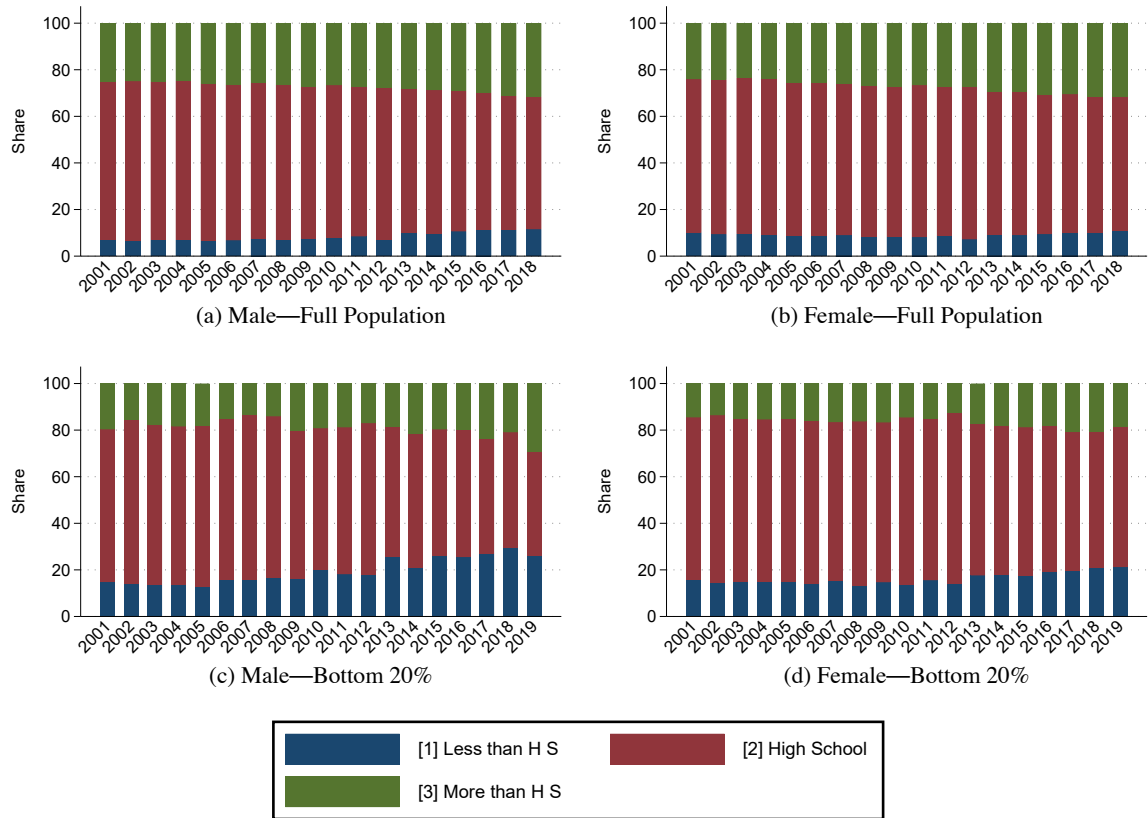 100
80
60
40
20
0
Share
2001 2002 2003 2004 2005 2006 2007 2008 2009 2010 2011 2012 2013 2014 2015 2016 2017 2018
(a) Male—Full Population
100
80
60
40
20
0
Share
2001 2002 2003 2004 2005 2006 2007 2008 2009 2010 2011 2012 2013 2014 2015 2016 2017 2018
(b) Female—Full Population
100
80
60
40
20
0
Share
2001 2002 2003 2004 2005 2006 2007 2008 2009 2010 2011 2012 2013 2014 2015 2016 2017 2018 2019
(c) Male—Bottom 20%
100
80
60
40
20
0
Share
2001 2002 2003 2004 2005 2006 2007 2008 2009 2010 2011 2012 2013 2014 2015 2016 2017 2018 2019
(d) Female—Bottom 20%
[1] Less than H S
[2] High School
[3] More than H S